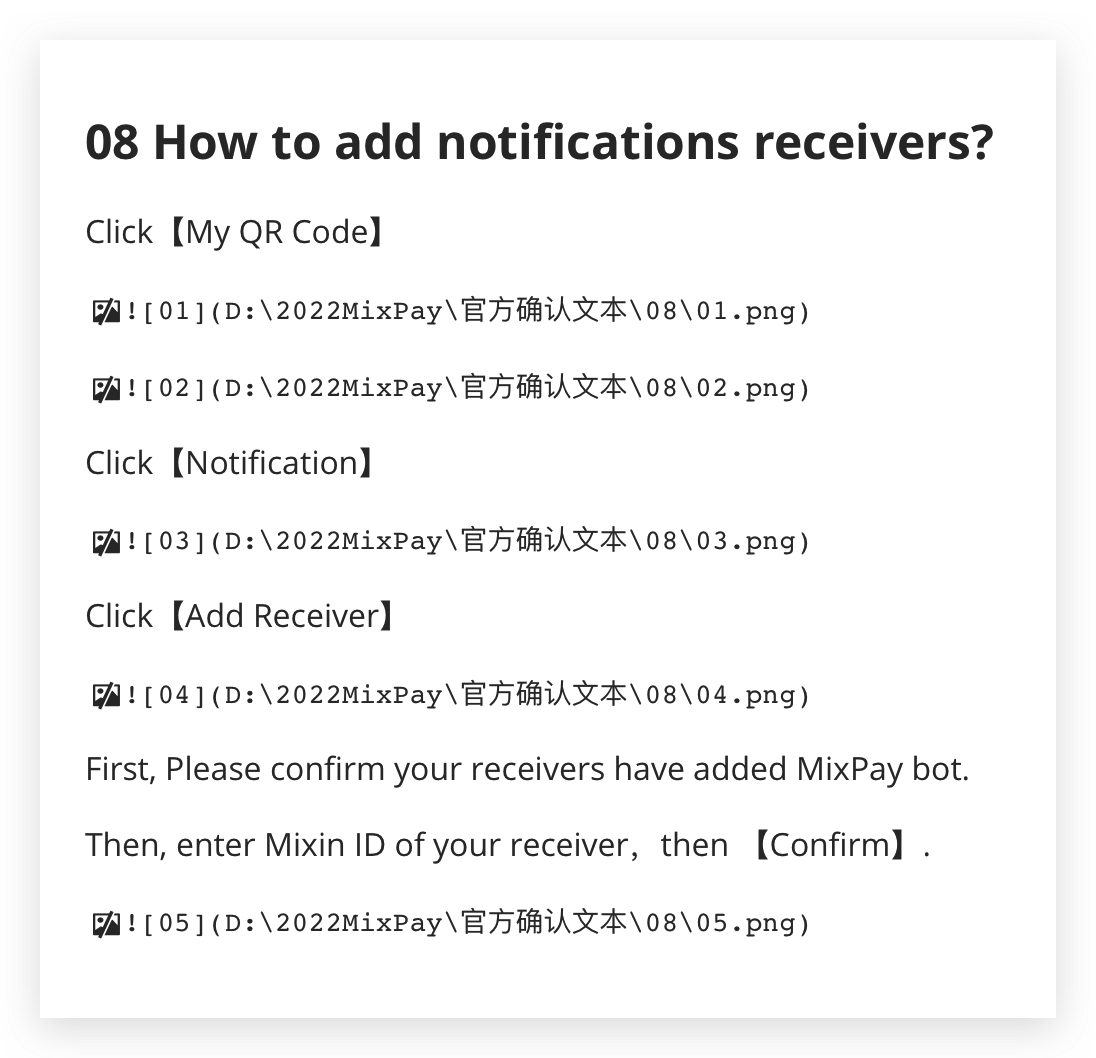 08 How to add notifications receivers?
Click【My QR Code】
![01](D:\2022MixPay\官方确认文本\08\01.png)
![02](D:\2022MixPay\官方确认文本\08\02.png)
Click【Notification】
![03](D:\2022MixPay\官方确认文本\08\03.png)
Click【Add Receiver】
![04](D:\2022MixPay\官方确认文本\08\04.png)
First, Please confirm your receivers have added MixPay bot.
Then, enter Mixin ID of your receiver，then 【Confirm】.
![05](D:\2022MixPay\官方确认文本\08\05.png)